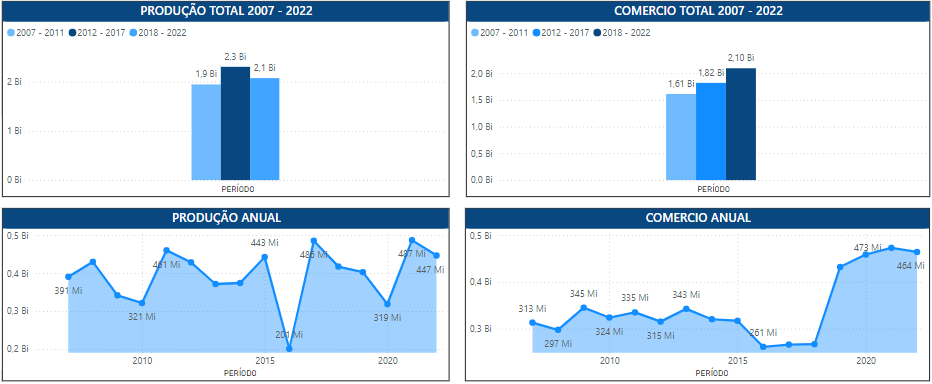 PRODUÇÃO TOTAL 2007 - 2022
2007 - 2011 2012 - 2017 2018 - 2022
2,3 Bi
2,1 Bi
1,9 Bi
2 Bi
1 Bi
0 Bi
PERÍODO
COMERCIO TOTAL 2007 - 2022
2007 - 2011 2012 - 2017 2018 - 2022
2,10 Bi
1,82 Bi
1,61 Bi
2,0 Bi
1,5 Bi
1,0 Bi
0,5 Bi
0,0 Bi
PERÍODO
PRODUÇÃO ANUAL
0,5 Bi
0,4 Bi
0,3 Bi
0,2 Bi
391 Mi
321 Mi
461 Mi
443 Mi
201 Mi
486 Mi
319 Mi
487 Mi
447 Mi
2010 2015 2020
PERÍODO
COMERCIO ANUAL
0,5 Bi
0,4 Bi
0,3 Bi
313 Mi
297 Mi
345 Mi
324 Mi
335 Mi
315 Mi
343 Mi
261 Mi
473 Mi
464 Mi
2010 2015 2020
PERÍODO